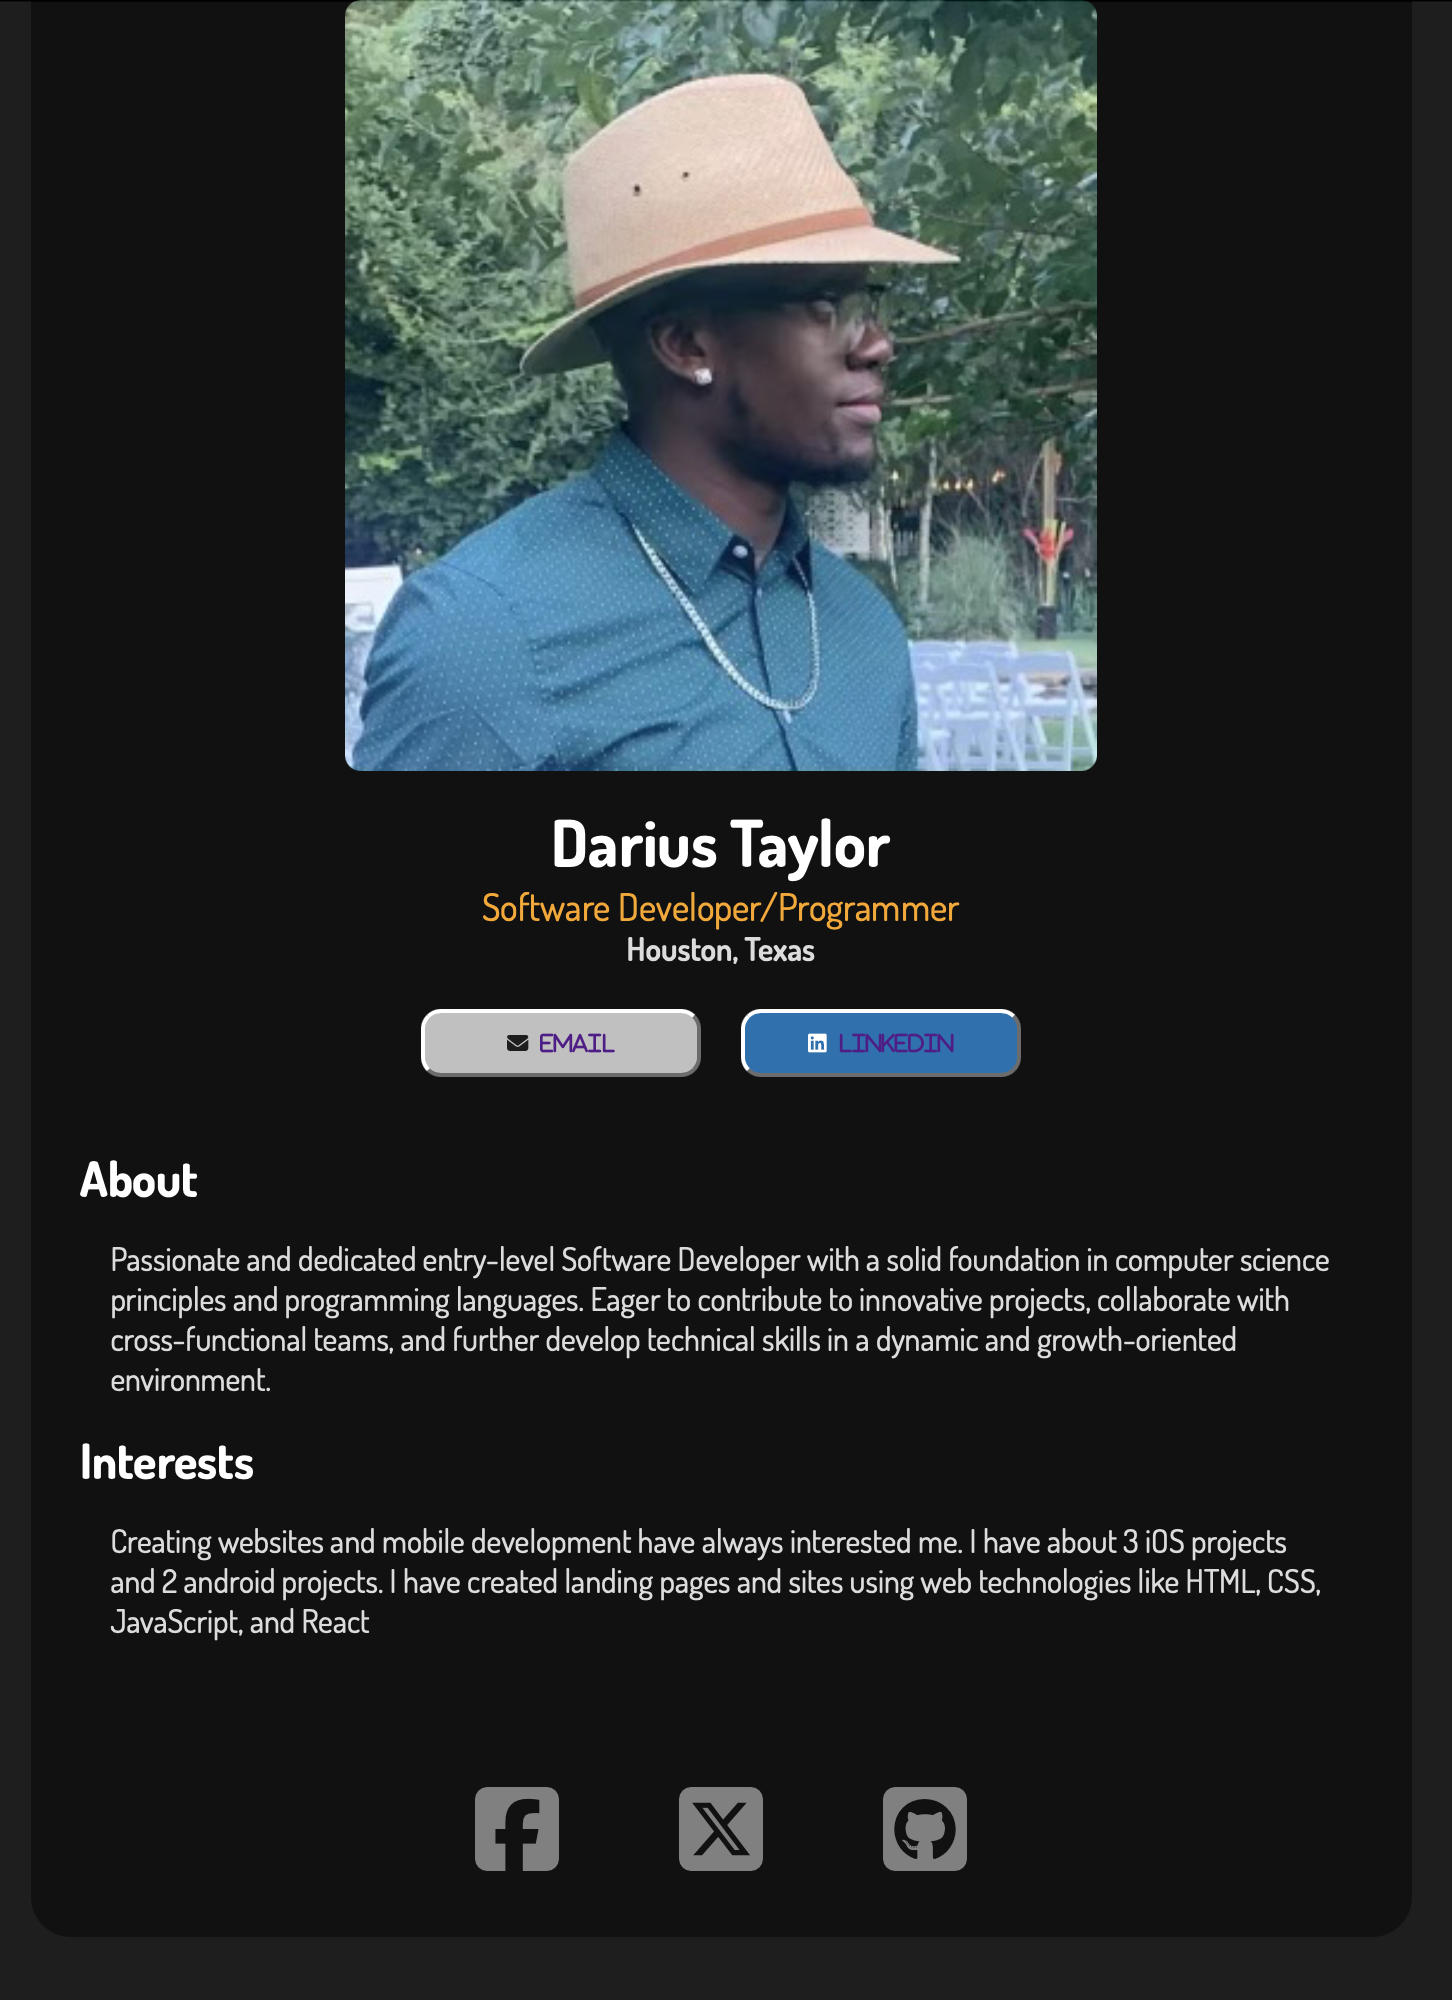 Darius Taylor
Software Developer/Programmer
Houston, Texas
EMAIL
LINKEDIN
About
Passionate and dedicated entry-level Software Developer with a solid foundation in computer science
principles and programming languages. Eager to contribute to innovative projects, collaborate with
cross-functional teams, and further develop technical skills in a dynamic and growth-oriented
environment.
Interests
Creating websites and mobile development have always interested me. I have about 3 iOS projects
and 2 android projects. I have created landing pages and sites using web technologies like HTML, CSS,
JavaScript, and React